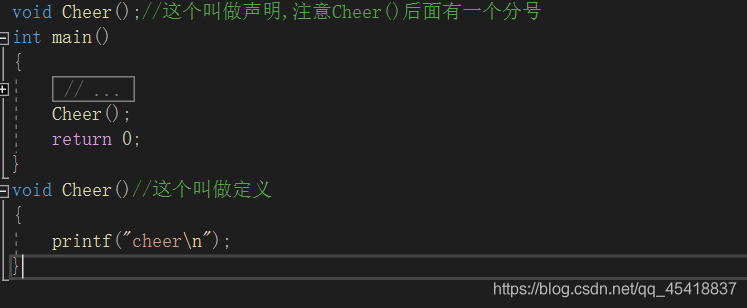 void Cheer();//这个叫做声明,注意Cheer()后面有一个分号
int main()
{
// ...
Cheer();
return 0;
}
void Cheer()//这个叫做定义
{
printf("cheer\n");
}
https://blog.csdn.net/qq_45418837